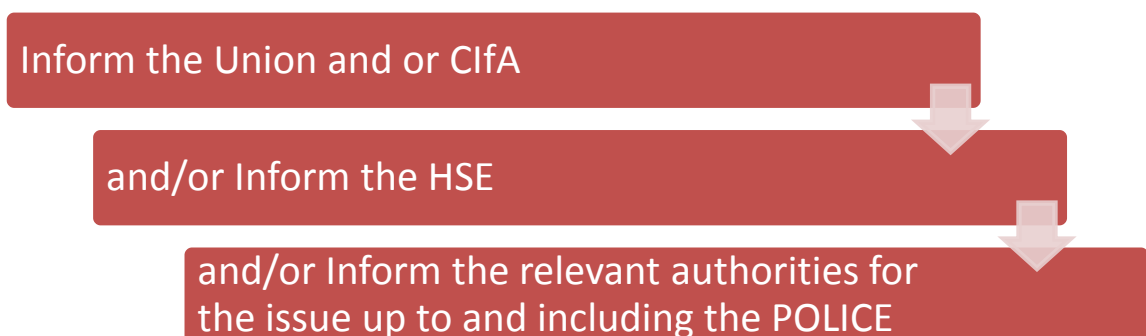 Inform the Union and or CIfA
and/or Inform the HSE
and/or Inform the relevant authorities for
the issue up to and including the POLICE